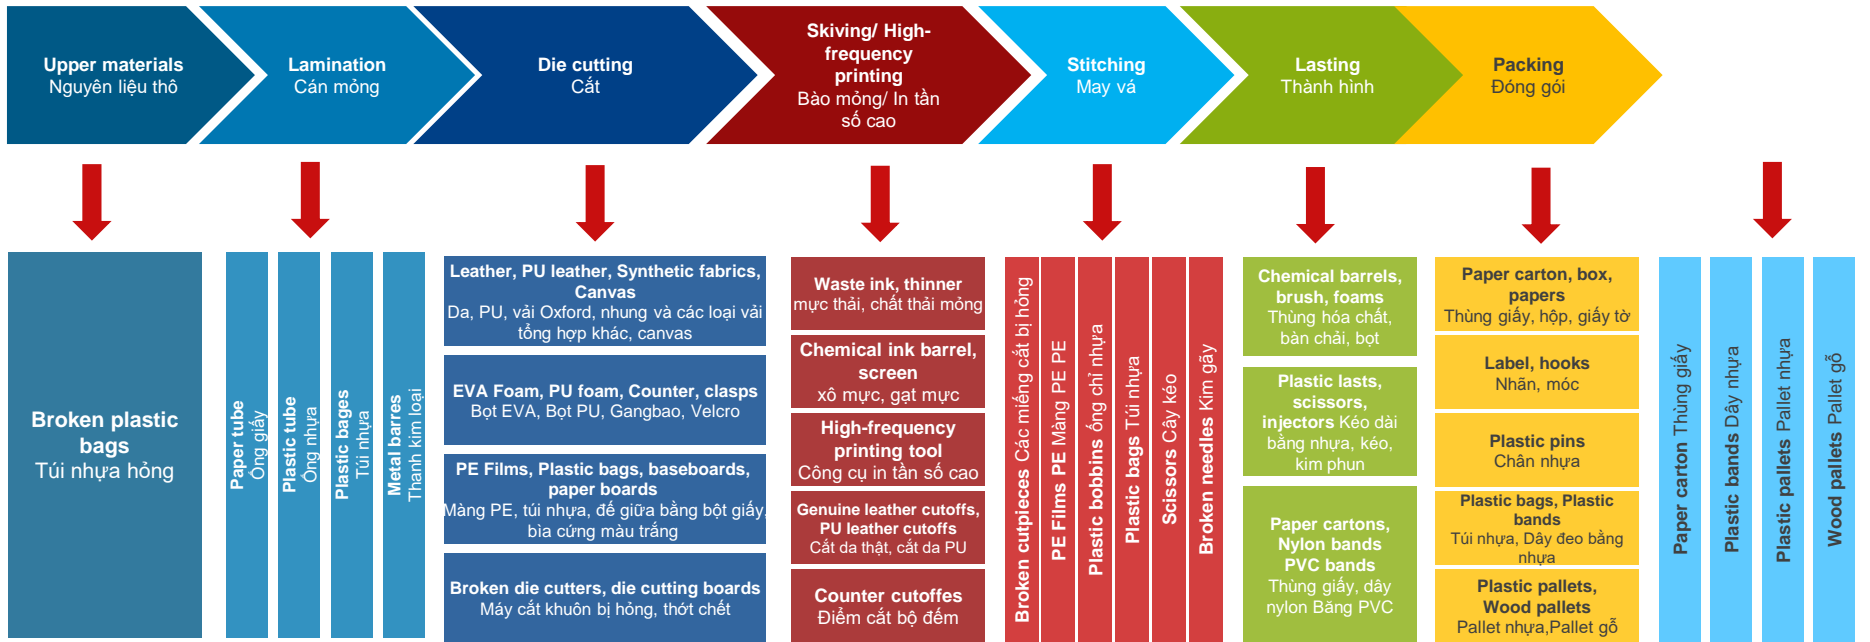 Upper materials
Nguyên liệu thô
Lamination
Cán mỏng
Die cutting
Cắt
Skiving/ High-
frequency
printing
Bào mỏng/ In tần
số cao
Stitching
May vá
Lasting
Thành hình
Packing
Đóng gói
Broken plastic
bags
Túi nhựa hỏng
Paper tube
Ống giấy
Plastic tube
Ống nhựa
Plastic bages
Túi nhựa
Metal barres
Thanh kim loại
Leather, PU leather, Synthetic fabrics,
Canvas
Da, PU, vải Oxford, nhung và các loại vải
tổng hợp khác, canvas
EVA Foam, PU foam, Counter, clasps
Bọt EVA, Bọt PU, Gangbao, Velcro
PE Films, Plastic bags, baseboards,
paper boards
Màng PE, túi nhựa, đế giữa bằng bột giấy,
bìa cứng màu trắng
Broken die cutters, die cutting boards
Máy cắt khuôn bị hỏng, thớt chết
Waste ink, thinner
mực thải, chất thải mỏng
Chemical ink barrel,
screen
xô mực, gạt mực
High-frequency
printing tool
Công cụ in tần số cao
Genuine leather cutoffs,
PU leather cutoffs
Cắt da thật, cắt da PU
Counter cutoffes
Điểm cắt bộ đếm
Broken cutpieces Các miếng cắt bị hỏng
PE Films PE Màng PE PE
Plastic bobbins ống chỉ nhựa
Plastic bags Túi nhựa
Scissors Cây kéo
Broken needles Kim gãy
Chemical barrels,
brush, foams
Thùng hóa chất,
bàn chải, bọt
Plastic lasts,
scissors,
injectors Kéo dài
bằng nhựa, kéo,
kim phun
Paper cartons,
Nylon bands
PVC bands
Thùng giấy, dây
nylon Băng PVC
Paper carton, box,
papers
Thùng giấy, hộp, giấy tờ
Label, hooks
Nhãn, móc
Plastic pins
Chân nhựa
Plastic bags, Plastic
bands
Túi nhựa, Dây đeo bằng
nhựa
Plastic pallets,
Wood pallets
Pallet nhựa,Pallet gỗ
Paper carton Thùng giấy
Plastic bands Dây nhựa
Plastic pallets Pallet nhựa
Wood pallets Pallet gỗ